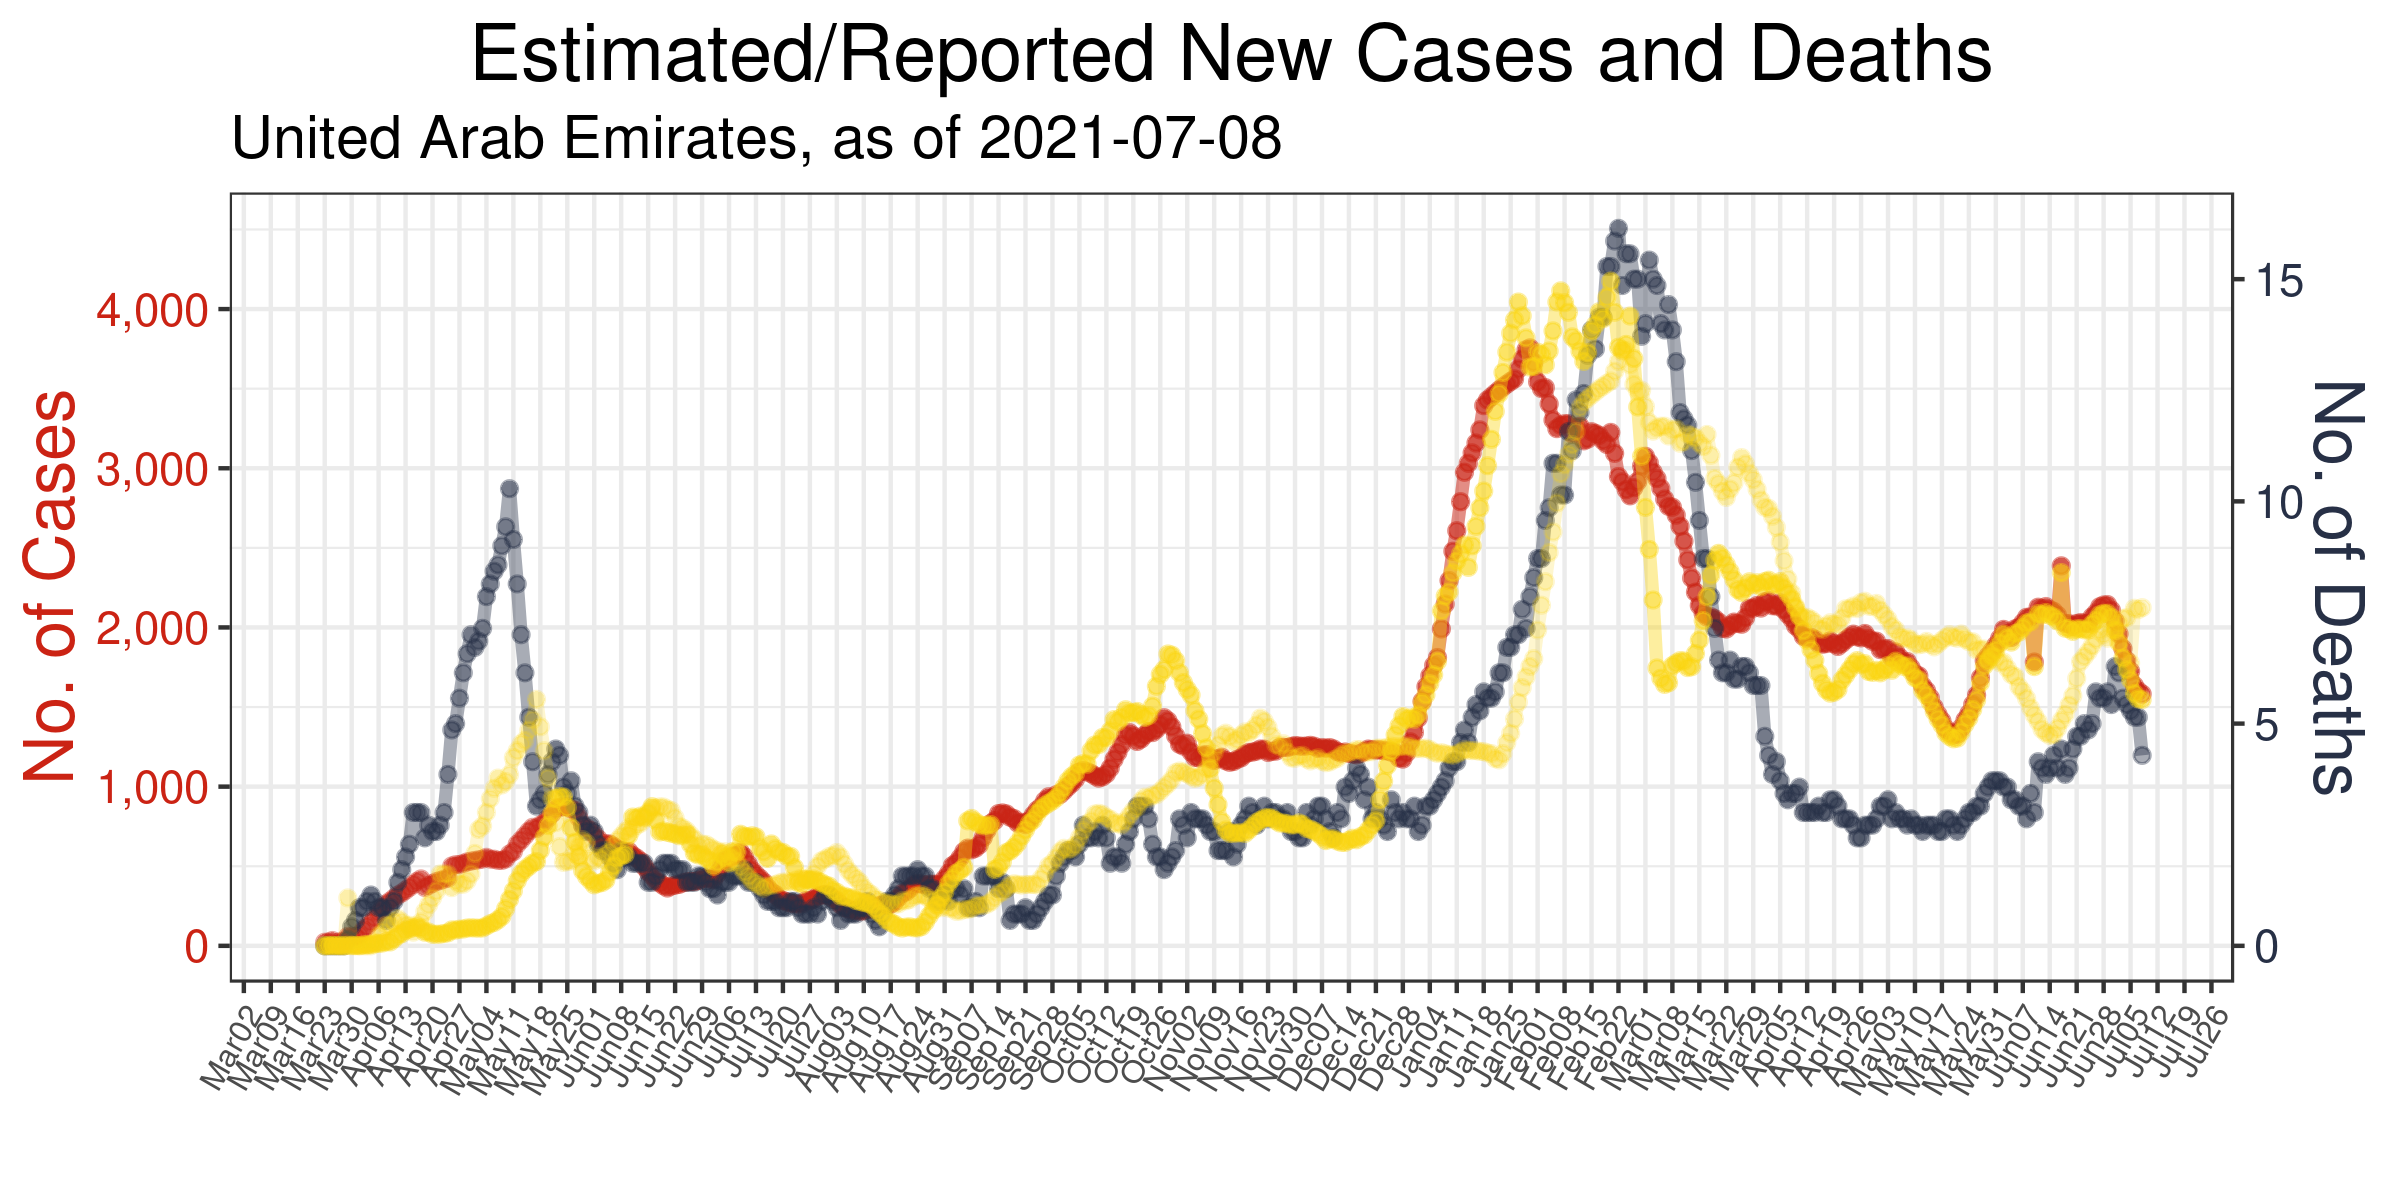 Estimated/Reported New Cases and Deaths
United Arab Emirates, as of 2021-07-08
No. of Cases
4,000
3,000
2,000
1,000
0
No. of Deaths
15
10
5
0
Mar02 Mar09 Mar16 Mar23 Mar30 Apr06 Apr13 Apr20 Apr27 May04 May11 May18 May25 Jun01 Jun08 Jun15 Jun22 Jun29 Jul06 Jul13 Jul20 Jul27 Aug03 Aug10 Aug17 Aug24 Aug31 Sep07 Sep14 Sep21 Sep28 Oct05 Oct12 Oct19 Oct26 Nov02 Nov09 Nov16 Nov23 Nov30 Dec07 Dec14 Dec21 Dec28 Jan04 Jan11 Jan18 Jan25 Feb01 Feb08 Feb15 Feb22 Mar01 Mar08 Mar15 Mar22 Mar29 Apr05 Apr12 Apr19 Apr26 May03 May10 May17 May24 May31 Jun07 Jun14 Jun21 Jun28 Jul05 Jul12 Jul19 Jul26